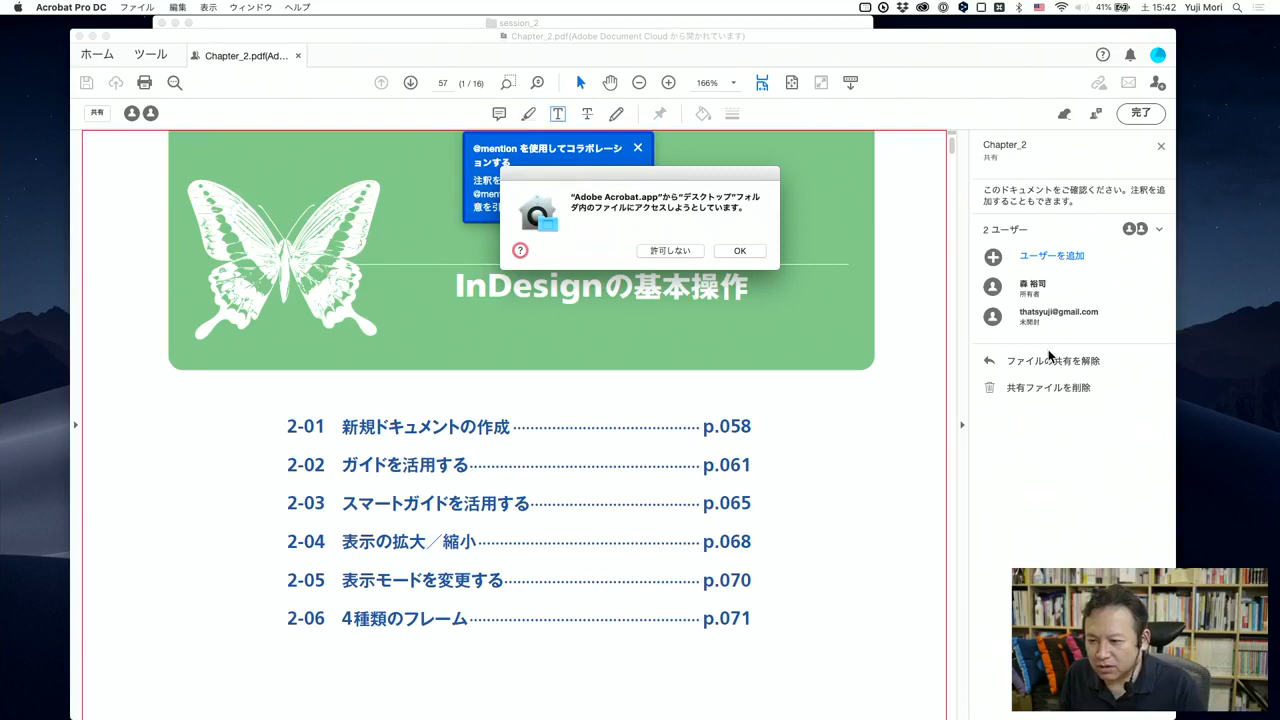 Acrobat Pro DC ファイル 編集 表示 ウィンドウ ヘルプ
41% 土 15:42 Yuji Mori
session_2
Chapter_2.pdf(Adobe Document Cloud から開かれています)
ホーム ツール Chapter_2.pdf(Ad... ×
57 (1 / 16) 166%
共有 完了
@mention を使用してコラボレーシ
ョンする
注釈を
@ment
意を引
"Adobe Acrobat.app"から"デスクトップ"フォル
ダ内のファイルにアクセスしようとしています。
? 許可しない OK
InDesignの基本操作
2-01 新規ドキュメントの作成 p.058
2-02 ガイドを活用する p.061
2-03 スマートガイドを活用する p.065
2-04 表示の拡大／縮小 p.068
2-05 表示モードを変更する p.070
2-06 4種類のフレーム p.071
Chapter_2
共有
このドキュメントをご確認ください。注釈を追
加することもできます。
2 ユーザー
ユーザーを追加
森 裕司
所有者
thatsyuji@gmail.com
未開封
ファイルの共有を解除
共有ファイルを削除